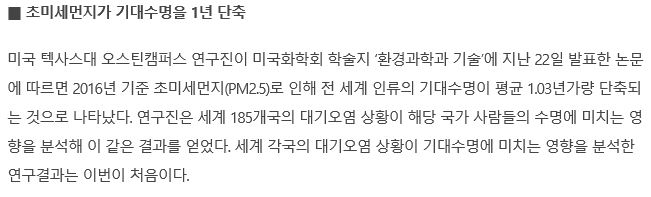 ■ 초미세먼지가 기대수명을 1년 단축
미국 텍사스대 오스틴캠퍼스 연구진이 미국화학회 학술지 '환경과학과 기술'에 지난 22일 발표한 논문
에 따르면 2016년 기준 초미세먼지(PM2.5)로 인해 전 세계 인류의 기대수명이 평균 1.03년가량 단축되
는 것으로 나타났다. 연구진은 세계 185개국의 대기오염 상황이 해당 국가 사람들의 수명에 미치는 영
향을 분석해 이 같은 결과를 얻었다. 세계 각국의 대기오염 상황이 기대수명에 미치는 영향을 분석한
연구결과는 이번이 처음이다.